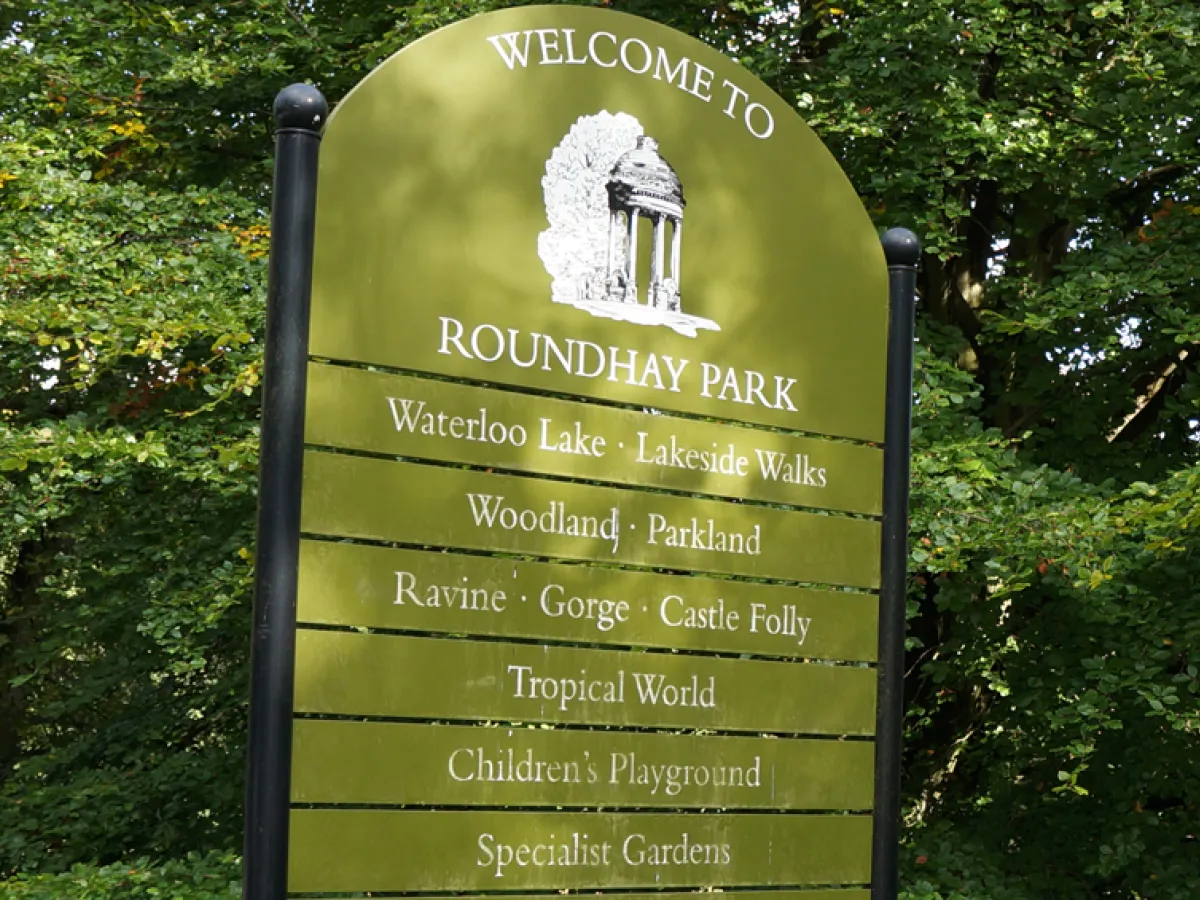 WELCOME TO
ROUNDHAY PARK
Waterloo Lake · Lakeside Walks
Woodland · Parkland
Ravine · Gorge · Castle Folly
Tropical World
Children's Playground
Specialist Gardens